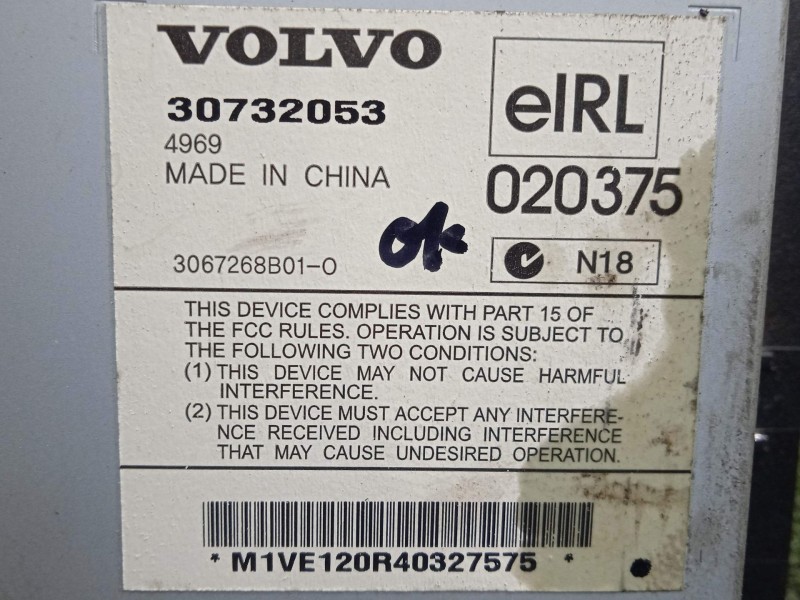 VOLVO
30732053
4969
MADE IN CHINA
eIRL
020375
ok
3067268B01-O
N18
THIS DEVICE COMPLIES WITH PART 15 OF
THE FCC RULES. OPERATION IS SUBJECT TO
THE FOLLOWING TWO CONDITIONS:
(1) THIS DEVICE MAY NOT CAUSE HARMFUL
INTERFERENCE.
(2) THIS DEVICE MUST ACCEPT ANY INTERFERE-
NCE RECEIVED INCLUDING INTERFERENCE
THAT MAY CAUSE UNDESIRED OPERATION.
* M1VE120R40327575 *